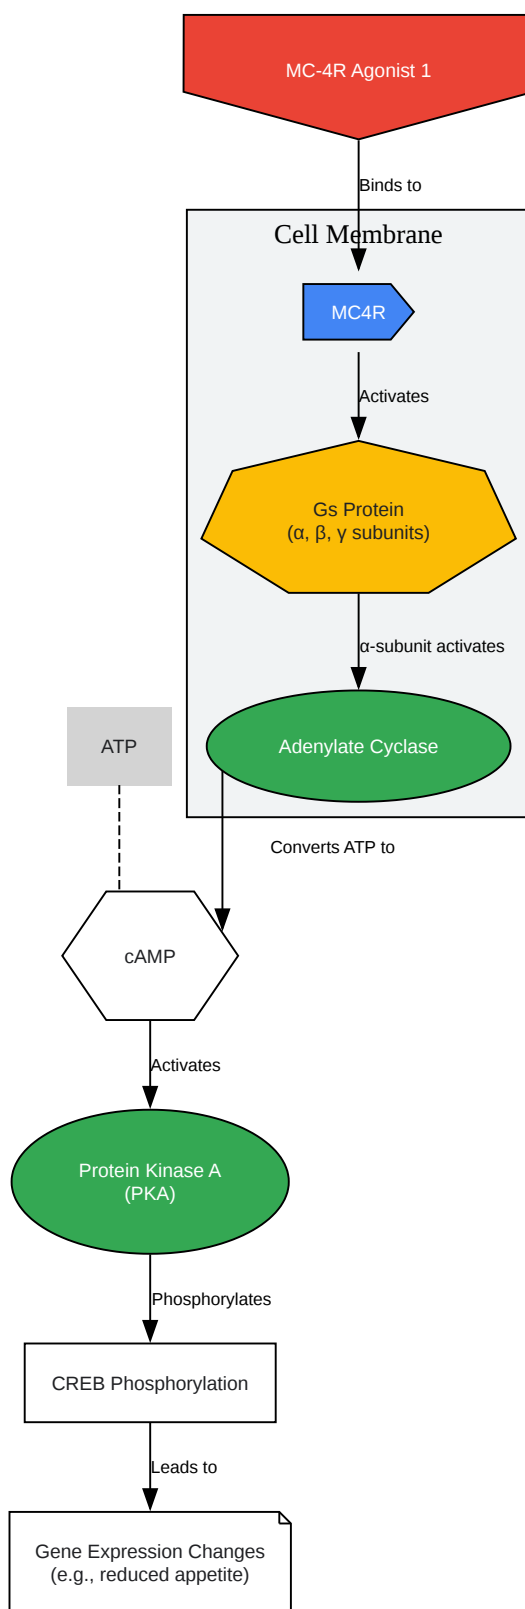 MC-4R Agonist 1
Binds to
Cell Membrane
MC4R
Activates
Gs Protein
(α, β, γ subunits)
α-subunit activates
ATP
Adenylate Cyclase
Converts ATP to
cAMP
Activates
Protein Kinase A
(PKA)
Phosphorylates
CREB Phosphorylation
Leads to
Gene Expression Changes
(e.g., reduced appetite)